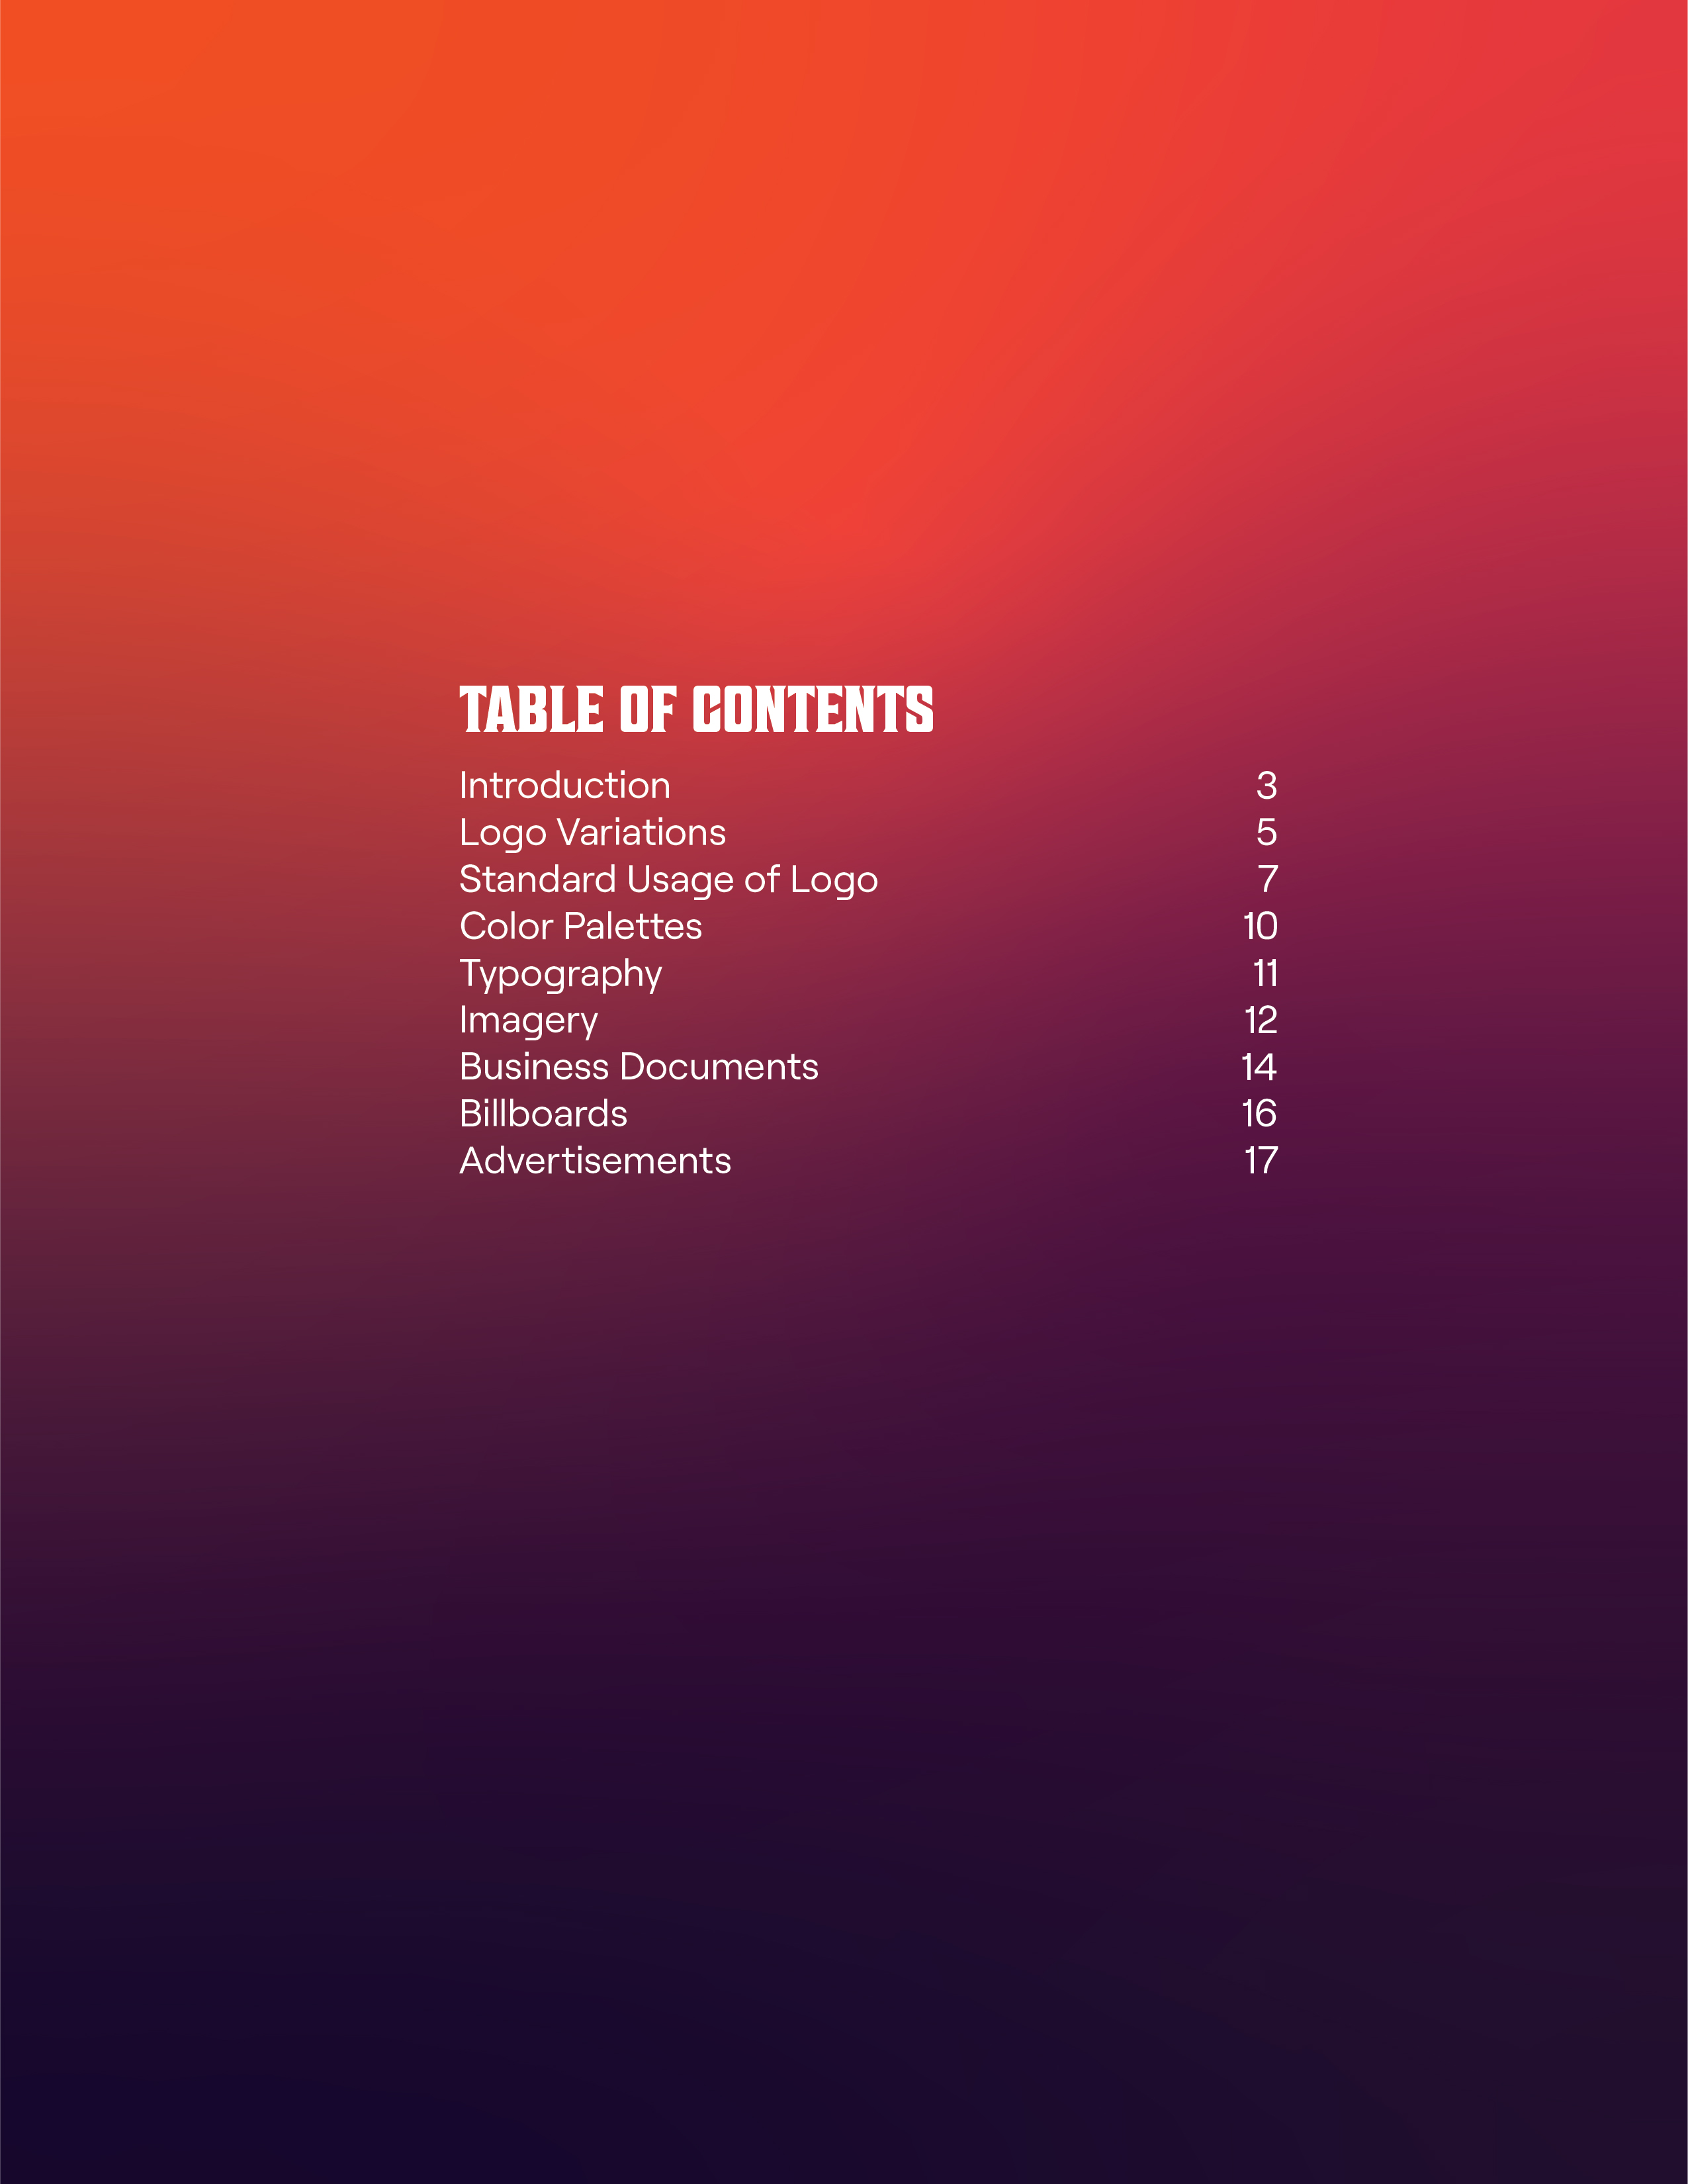 TABLE OF CONTENTS
Introduction 3
Logo Variations 5
Standard Usage of Logo 7
Color Palettes 10
Typography 11
Imagery 12
Business Documents 14
Billboards 16
Advertisements 17